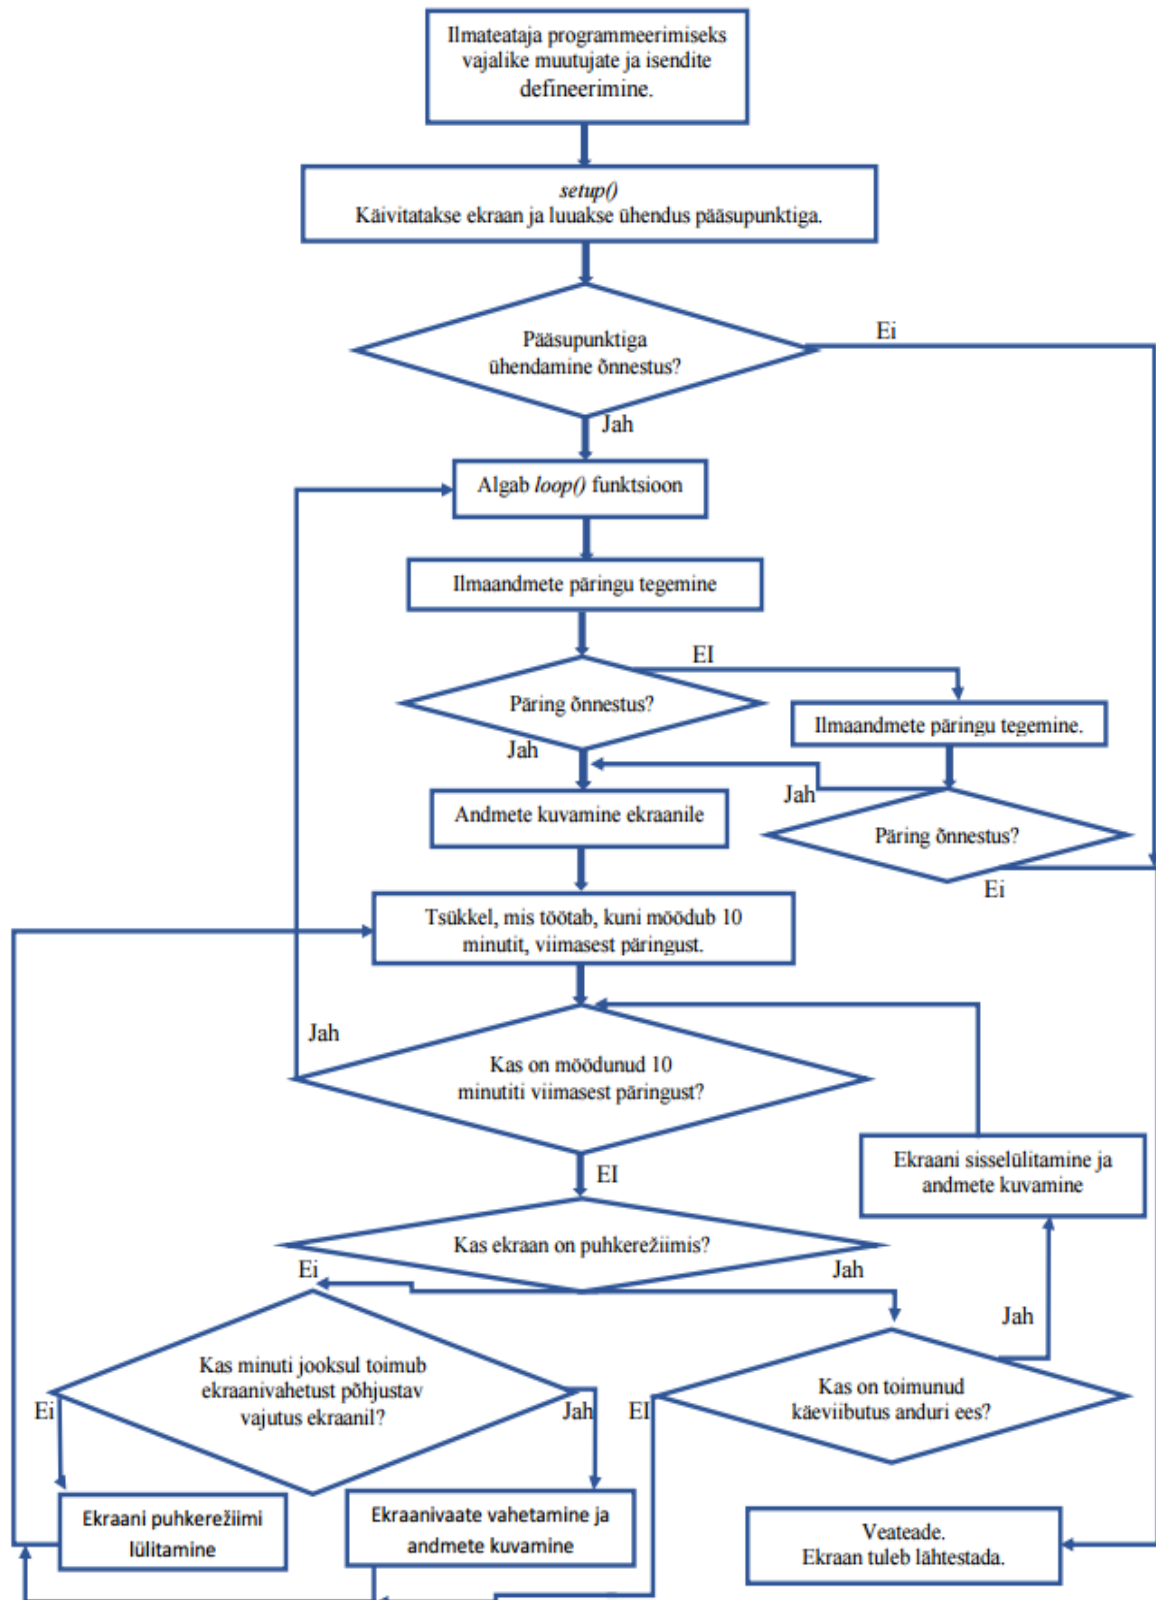 Ilmateataja programmeerimiseks
vajalike muutujate ja isendite
defineerimine.
setup()
Käivitatakse ekraan ja luuakse ühendus pääsupunktiga.
Pääsupunktiga
ühendamine õnnestus?
Ei
Jah
Algab loop() funktsioon
Ilmaandmete päringu tegemine
EI
Päring õnnestus?
Ilmaandmete päringu tegemine.
Jah
Jah
Andmete kuvamine ekraanile
Päring õnnestus?
Ei
Tsükkel, mis töötab, kuni möödub 10
minutit, viimasest päringust.
Jah
Kas on möödunud 10
minutiti viimasest päringust?
Ekraani sisselülitamine ja
andmete kuvamine
EI
Kas ekraan on puhkerežiimis?
Ei
Jah
Jah
Kas minuti jooksul toimub
ekraanivahetust põhjustav
vajutus ekraanil?
Kas on toimunud
käeviibutus anduri ees?
Ei
Jah
EI
Ekraani puhkerežiimi
lülitamine
Ekraanivaate vahetamine ja
andmete kuvamine
Veateade.
Ekraan tuleb lähtestada.